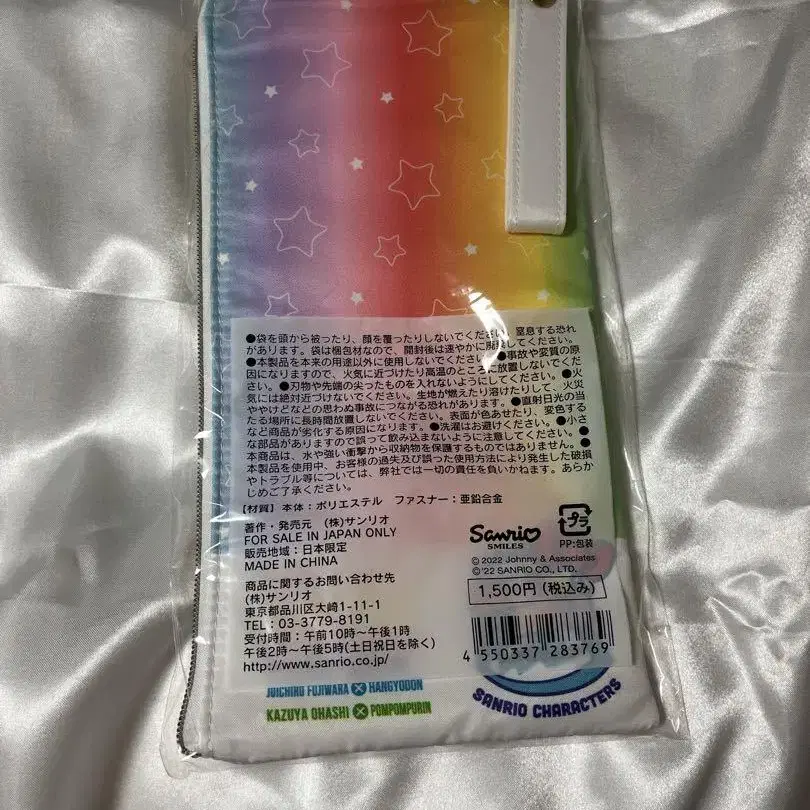 ●袋を頭から被ったり、顔を覆ったりしないでください。窒息する恐れ
があります。袋は梱包材なので、開封後は速やかに
●本製品を本来の用途以外に使用しないでください。●事故や変質の原
因になりますので、火気に近づけたり高温のところに放置しないでくださ
い。●刃物や先端の尖ったものを入れないようにしてください。●火
気には絶対近づけないでください。生地が燃えたり溶けたりして、火災
ややけどなどの思わぬ事故につながる恐れがあります。●直射日光の当
たる場所に長時間放置しないでください。表面が色あせたり、変色する
など商品が劣化する原因になります。●洗濯はお避けください。●小さ
な部品がありますので誤って飲み込まないように注意してください。●
本商品は、水や強い衝撃から収納物を保護するものではありません。●
本製品を使用中、お客様の過失及び誤った使用方法により発生した破損
やトラブル等については、弊社では一切の責任を負いかねます。あらか
じめご了承ください。
【材質】本体:ポリエステル ファスナー:亜鉛合金
著作・発売元 (株)サンリオ
FOR SALE IN JAPAN ONLY
販売地域:日本限定
MADE IN CHINA
商品に関するお問い合わせ先
(株)サンリオ
東京都品川区大崎1-11-1
TEL:03-3779-8191
受付時間:午前10時〜午後1時
午後2時〜午後5時(土日祝日を除く)
http://www.sanrio.co.jp/
Sanrio
SMILES
プラ
PP:包装
© 2022 Johnny & Associates
©'22 SANRIO CO., LTD.
1,500円(税込み)
4 550337 283769
JOICHIRO FUJIWARA × HANGYODON
KAZUYA OHASHI × POMPOMPURIN
SANRIO CHARACTERS